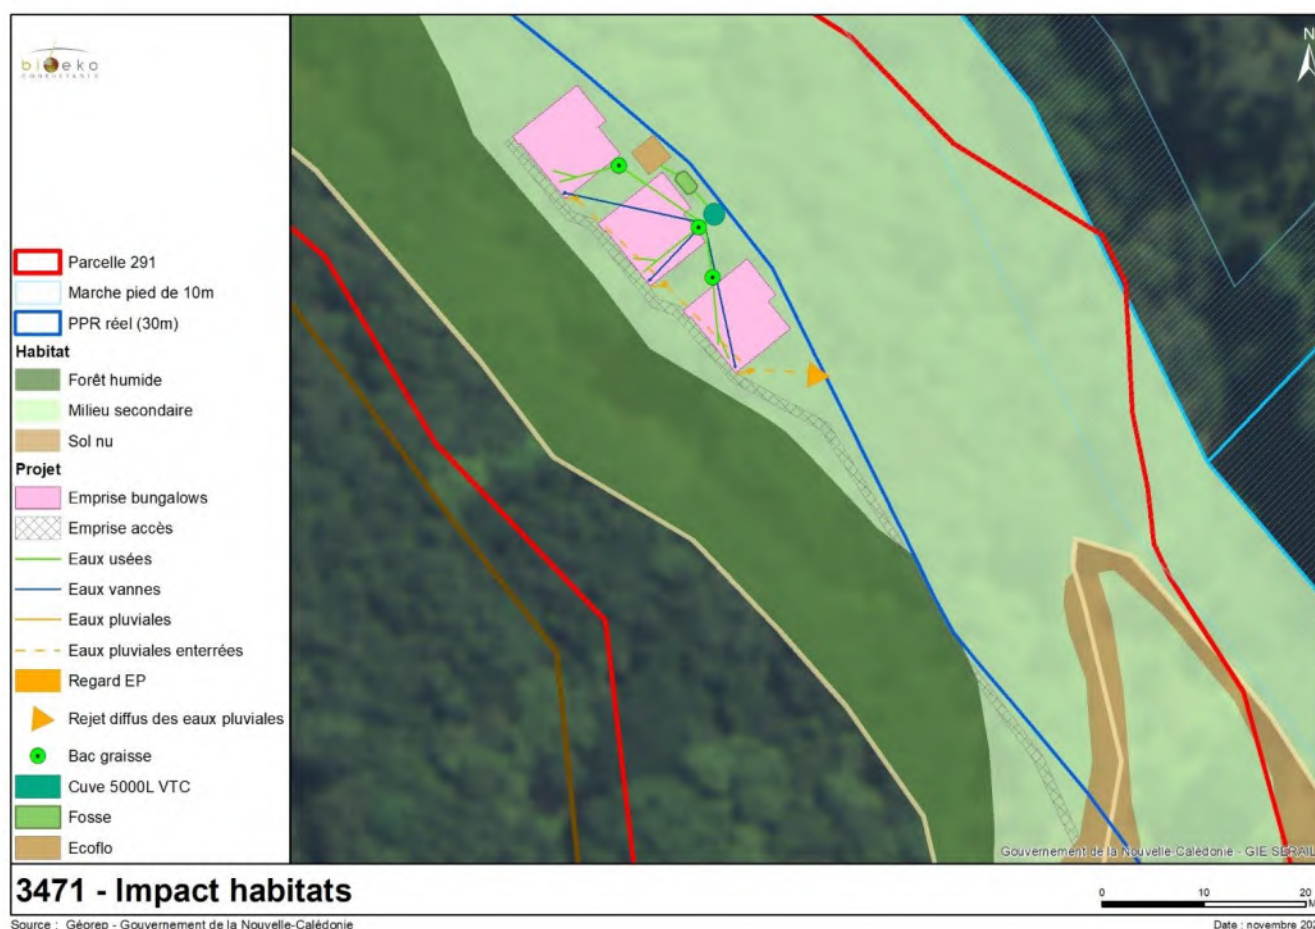 bioeko
CONSULTANTS
N
Parcelle 291
Marche pied de 10m
PPR réel (30m)
Habitat
Forêt humide
Milieu secondaire
Sol nu
Projet
Emprise bungalows
Emprise accès
Eaux usées
Eaux vannes
Eaux pluviales
Eaux pluviales enterrées
Regard EP
Rejet diffus des eaux pluviales
Bac graisse
Cuve 5000L VTC
Fosse
Ecoflo
Gouvernement de la Nouvelle-Calédonie - GIE SERAIL
3471 - Impact habitats
0 10 20
M
Source : Géorep - Gouvernement de la Nouvelle-Calédonie
Date : novembre 202